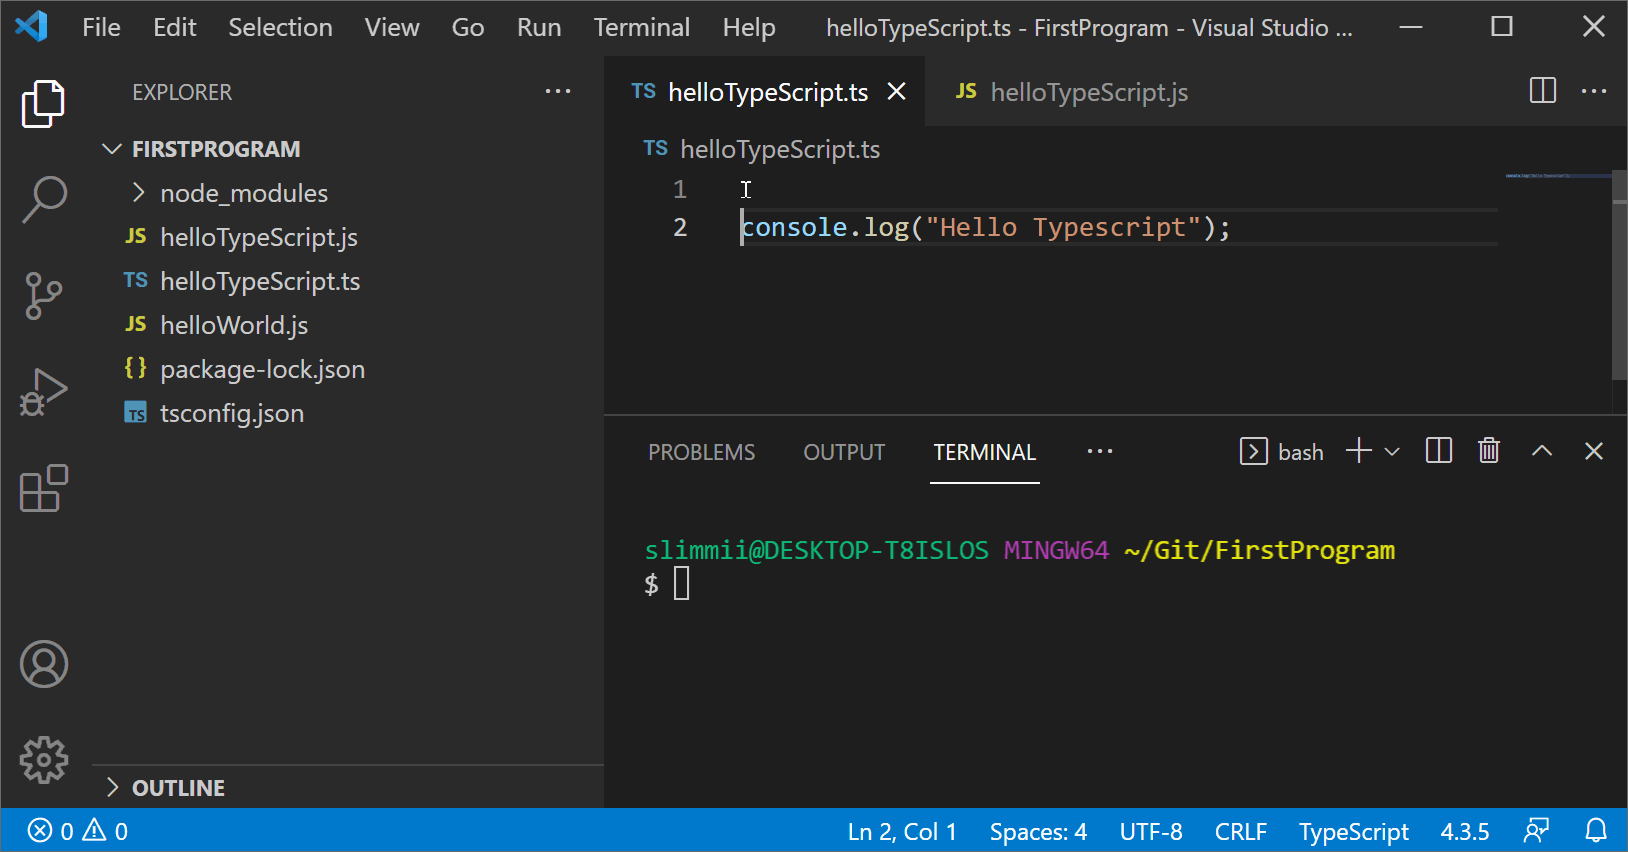 File Edit Selection View Go Run Terminal Help helloTypeScript.ts - FirstProgram - Visual Studio ...
EXPLORER
FIRSTPROGRAM
node_modules
JS helloTypeScript.js
TS helloTypeScript.ts
JS helloWorld.js
{} package-lock.json
TS tsconfig.json
OUTLINE
TS helloTypeScript.ts JS helloTypeScript.js
TS helloTypeScript.ts
1
2 console.log("Hello Typescript");
PROBLEMS OUTPUT TERMINAL ... bash
slimmii@DESKTOP-T8ISLOS MINGW64 ~/Git/FirstProgram
$
0 0 Ln 2, Col 1 Spaces: 4 UTF-8 CRLF TypeScript 4.3.5